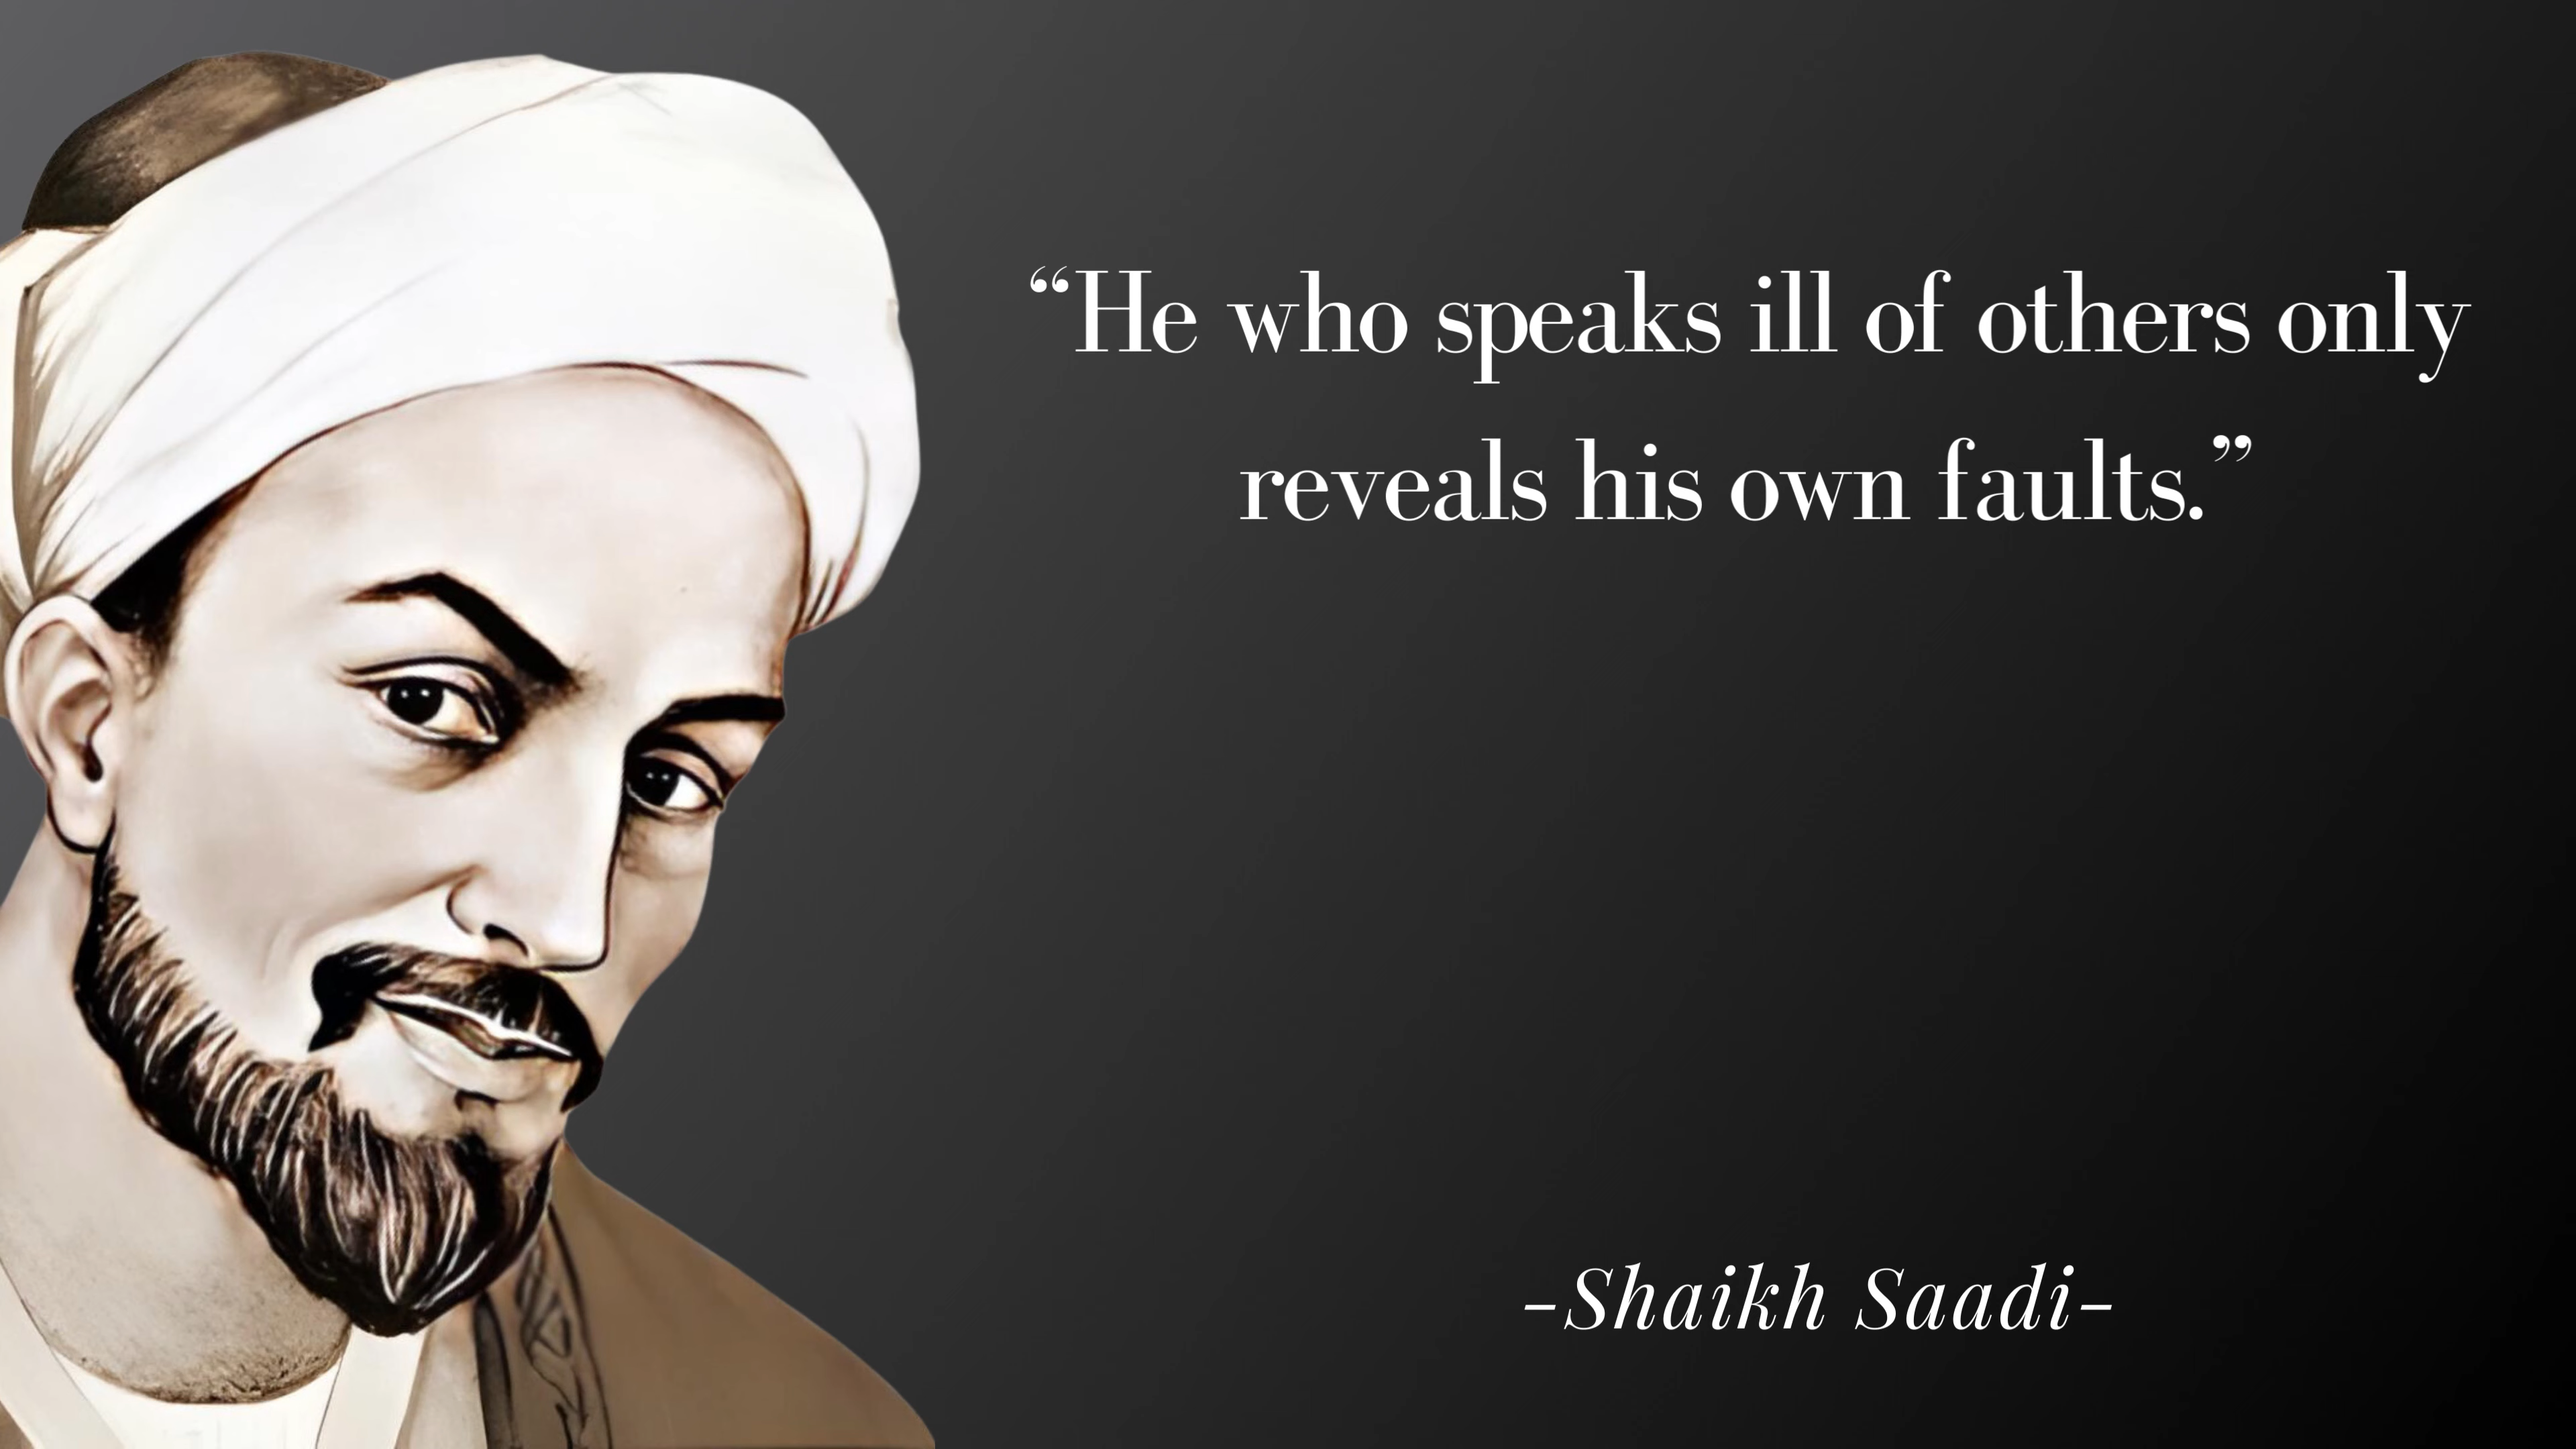 “He who speaks ill of others only
reveals his own faults.”
-Shaikh Saadi-